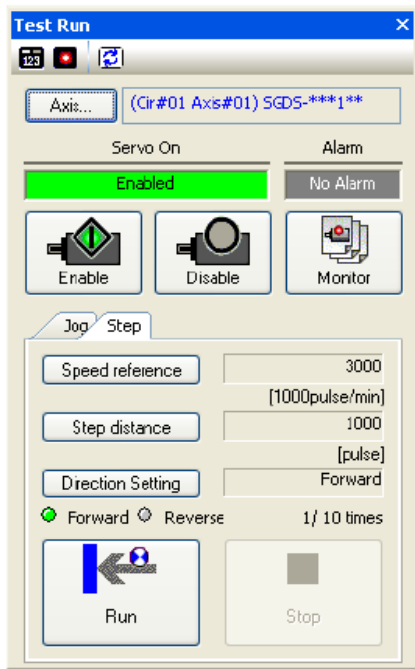 Test Run
123
Axis... (Cir#01 Axis#01) SGDS-***1**
Servo On Alarm
Enabled No Alarm
Enable Disable Monitor
Jog Step
Speed reference 3000
[1000pulse/min]
Step distance 1000
[pulse]
Direction Setting Forward
Forward Reverse 1/ 10 times
Run Stop